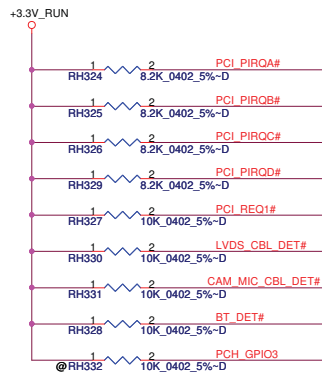 +3.3V_RUN
1 2 PCI_PIRQA#
RH324 8.2K_0402_5%~D
1 2 PCI_PIRQB#
RH325 8.2K_0402_5%~D
1 2 PCI_PIRQC#
RH326 8.2K_0402_5%~D
1 2 PCI_PIRQD#
RH329 8.2K_0402_5%~D
1 2 PCI_REQ1#
RH327 10K_0402_5%~D
1 2 LVDS_CBL_DET#
RH330 10K_0402_5%~D
1 2 CAM_MIC_CBL_DET#
RH331 10K_0402_5%~D
1 2 BT_DET#
RH328 10K_0402_5%~D
1 2 PCH_GPIO3
@RH332 10K_0402_5%~D